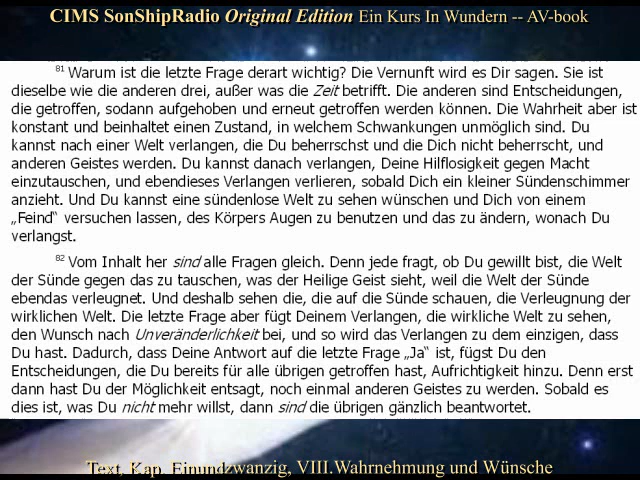 CIMS SonShipRadio Original Edition Ein Kurs In Wundern -- AV-book
81 Warum ist die letzte Frage derart wichtig? Die Vernunft wird es Dir sagen. Sie ist
dieselbe wie die anderen drei, außer was die Zeit betrifft. Die anderen sind Entscheidungen,
die getroffen, sodann aufgehoben und erneut getroffen werden können. Die Wahrheit aber ist
konstant und beinhaltet einen Zustand, in welchem Schwankungen unmöglich sind. Du
kannst nach einer Welt verlangen, die Du beherrschst und die Dich nicht beherrscht, und
anderen Geistes werden. Du kannst danach verlangen, Deine Hilflosigkeit gegen Macht
einzutauschen, und ebendieses Verlangen verlieren, sobald Dich ein kleiner Sündenschimmer
anzieht. Und Du kannst eine sündenlose Welt zu sehen wünschen und Dich von einem
„Feind“ versuchen lassen, des Körpers Augen zu benutzen und das zu ändern, wonach Du
verlangst.
82 Vom Inhalt her sind alle Fragen gleich. Denn jede fragt, ob Du gewillt bist, die Welt
der Sünde gegen das zu tauschen, was der Heilige Geist sieht, weil die Welt der Sünde
ebendas verleugnet. Und deshalb sehen die, die auf die Sünde schauen, die Verleugnung der
wirklichen Welt. Die letzte Frage aber fügt Deinem Verlangen, die wirkliche Welt zu sehen,
den Wunsch nach Unveränderlichkeit bei, und so wird das Verlangen zu dem einzigen, dass
Du hast. Dadurch, dass Deine Antwort auf die letzte Frage „Ja“ ist, fügst Du den
Entscheidungen, die Du bereits für alle übrigen getroffen hast, Aufrichtigkeit hinzu. Denn erst
dann hast Du der Möglichkeit entsagt, noch einmal anderen Geistes zu werden. Sobald es
dies ist, was Du nicht mehr willst, dann sind die übrigen gänzlich beantwortet.
Text, Kap. Einundzwanzig, VIII.Wahrnehmung und Wünsche